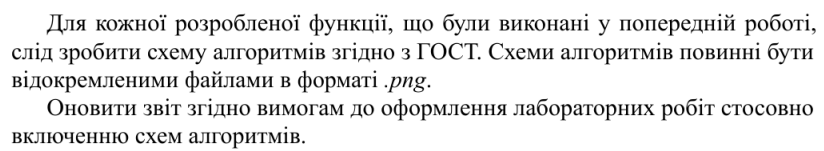 Для кожної розробленої функції, що були виконані у попередній роботі,
слід зробити схему алгоритмів згідно з ГОСТ. Схеми алгоритмів повинні бути
відокремленими файлами в форматі .png.
Оновити звіт згідно вимогам до оформлення лабораторних робіт стосовно
включенню схем алгоритмів.